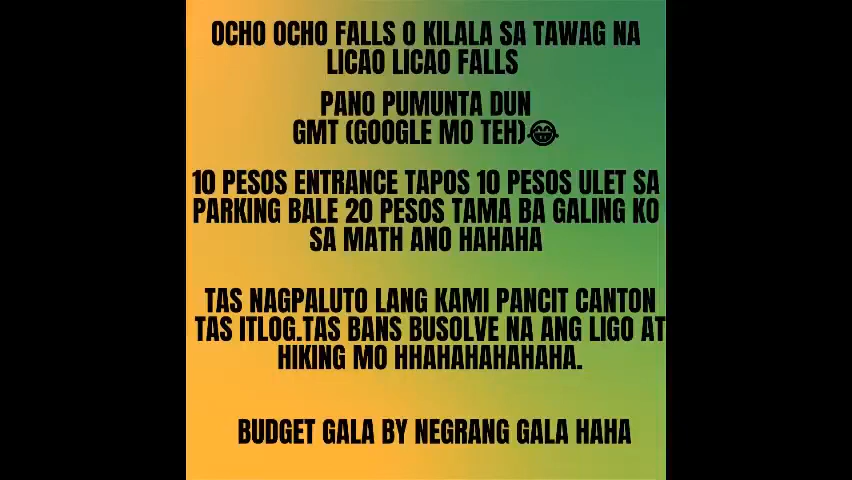 OCHO OCHO FALLS O KILALA SA TAWAG NA
LICAO LICAO FALLS
PANO PUMUNTA DUN
GMT (GOOGLE MO TEH)😂
10 PESOS ENTRANCE TAPOS 10 PESOS ULET SA
PARKING BALE 20 PESOS TAMA BA GALING KO
SA MATH ANO HAHAHA
TAS NAGPALUTO LANG KAMI PANCIT CANTON
TAS ITLOG.TAS BANS BUSOLVE NA ANG LIGO AT
HIKING MO HHAHAHAHAHAHA.
BUDGET GALA BY NEGRANG GALA HAHA